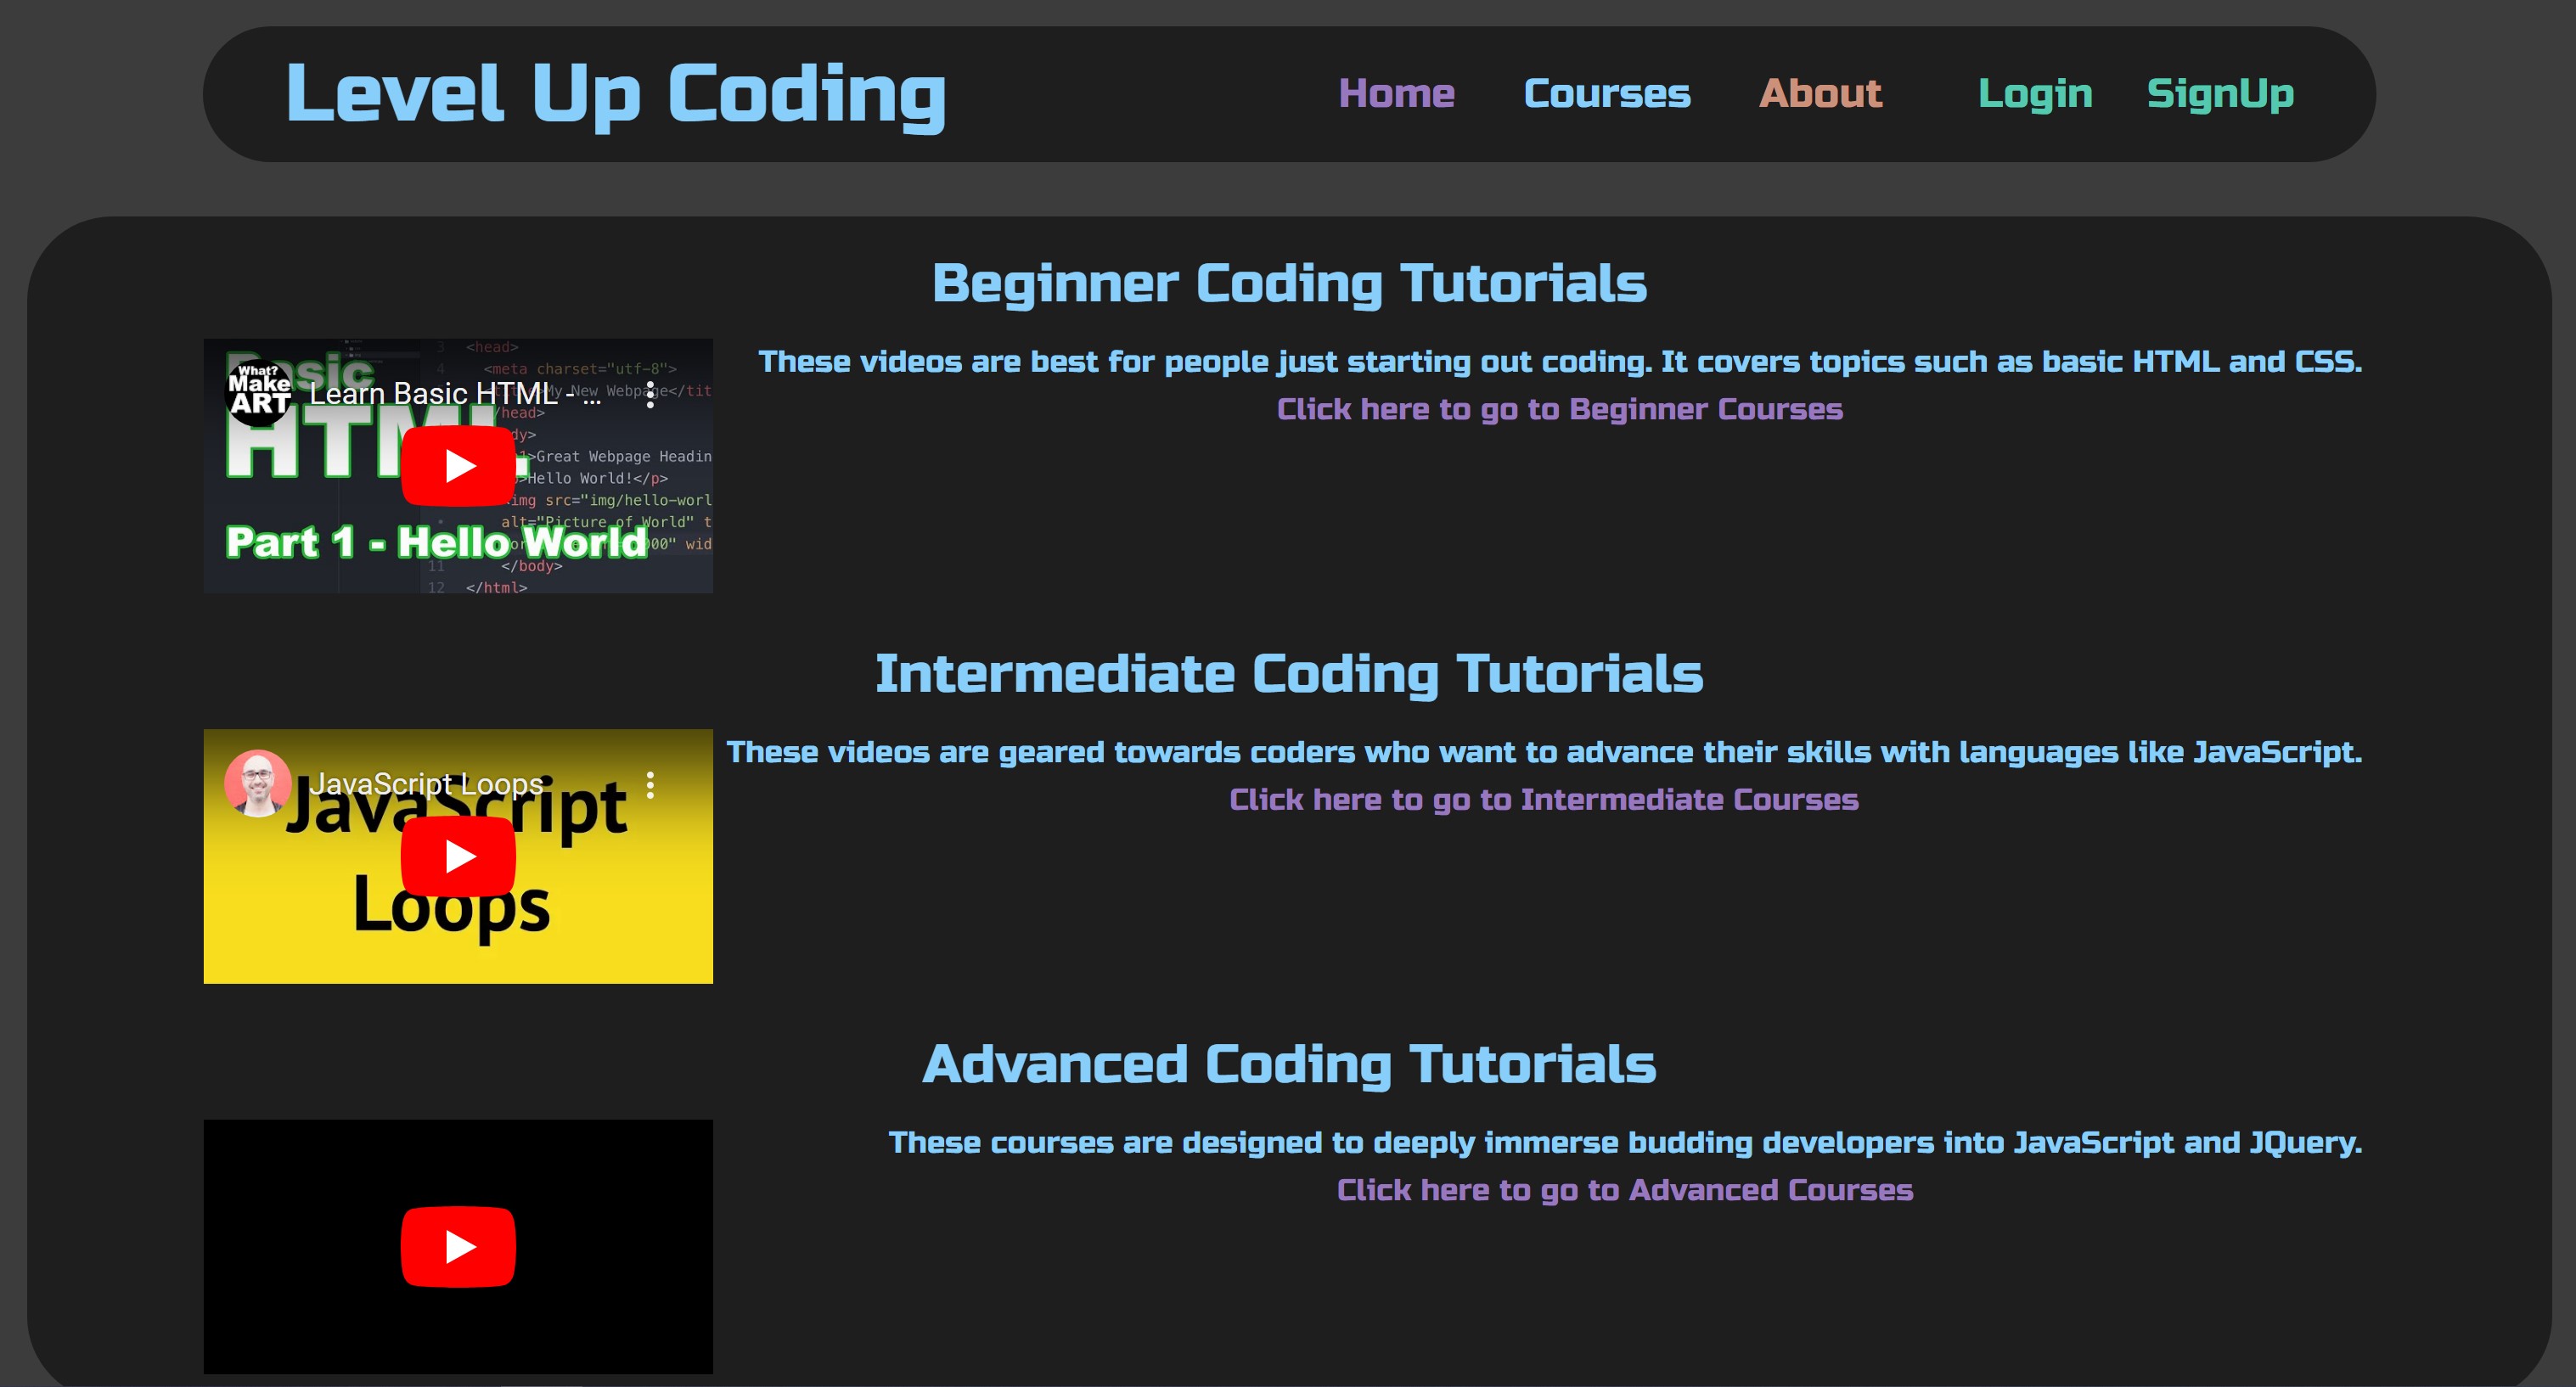 Level Up Coding
Home Courses About Login SignUp
Beginner Coding Tutorials
What?
Make
ART
Learn Basic HTML - ...
Basic
HTML
Part 1 - Hello World
3 <head>
4 <meta charset="utf-8">
My New Webpage</tit
/head>
dy>
>Great Webpage Headin
>Hello World!</p>
img src="img/hello-worl
alt="Picture of World" t
000" wid
11 </body>
12 </html>
These videos are best for people just starting out coding. It covers topics such as basic HTML and CSS.
Click here to go to Beginner Courses
Intermediate Coding Tutorials
JavaScript Loops
JavaScript
Loops
These videos are geared towards coders who want to advance their skills with languages like JavaScript.
Click here to go to Intermediate Courses
Advanced Coding Tutorials
These courses are designed to deeply immerse budding developers into JavaScript and JQuery.
Click here to go to Advanced Courses